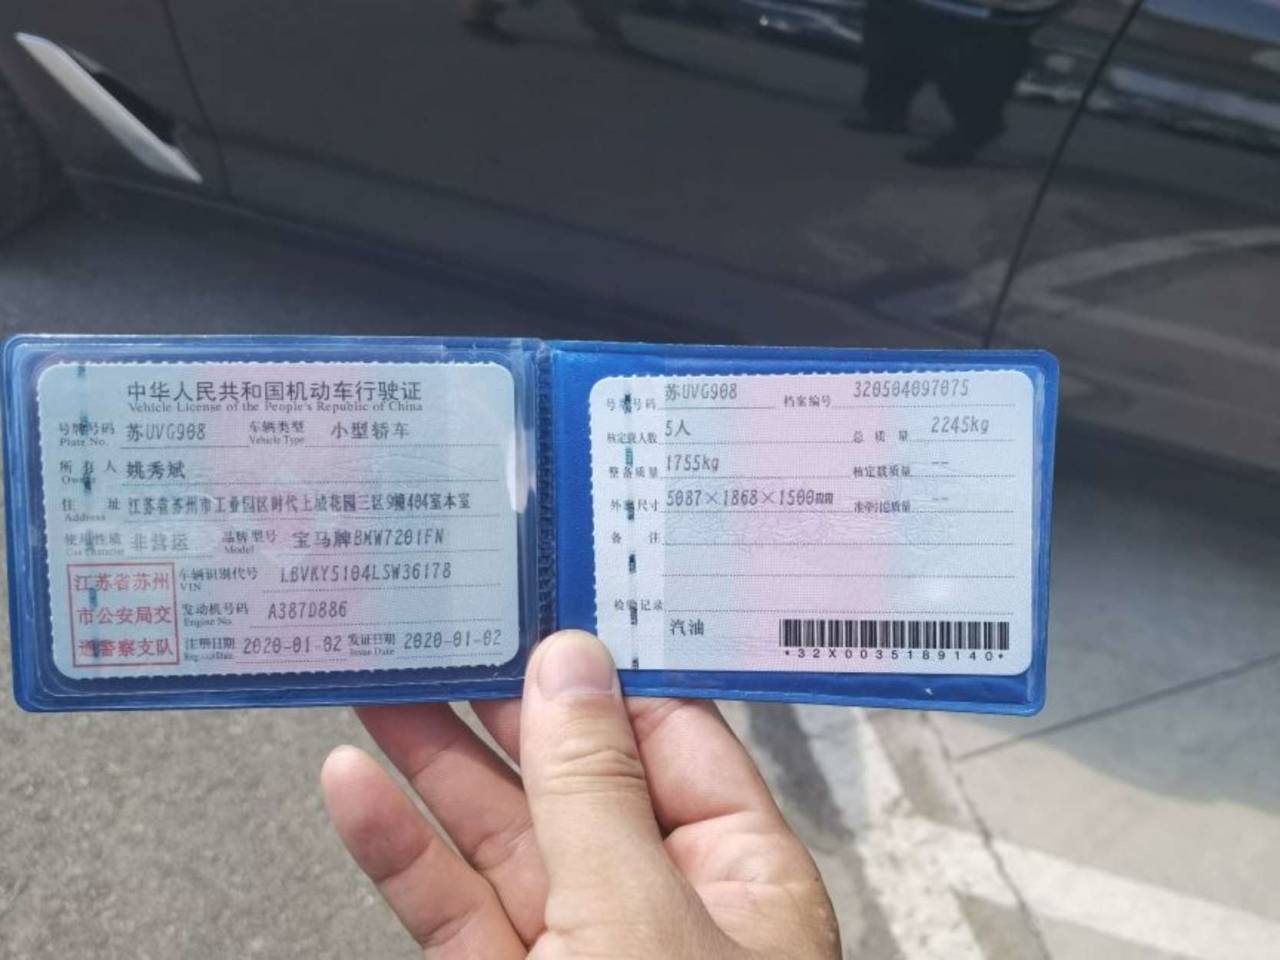 中华人民共和国机动车行驶证
Vehicle License of the People's Republic of China
号牌号码 苏UVG908 车辆类型 小型轿车
Plate No. Vehicle Type
所有人 姚秀斌
Owner
住址 江苏省苏州市工业园区时代上城花园三区9幢404室本室
Address
使用性质 非营运 品牌型号 宝马牌BMW7201FN
Use Character Model
江苏省苏州市公安局交通警察支队
车辆识别代号 LBVKY5104LSW36178
VIN
发动机号码 A387D886
Engine No.
注册日期 2020-01-02 发证日期 2020-01-02
Register Date Issue Date
号牌号码 苏UVG908 档案编号 320504097075
核定载人数 5人 总质量 2245kg
整备质量 1755kg 核定载质量 --
外廓尺寸 5087×1868×1500mm 准牵引总质量 --
备注
检验记录
汽油
*32X0035189140*